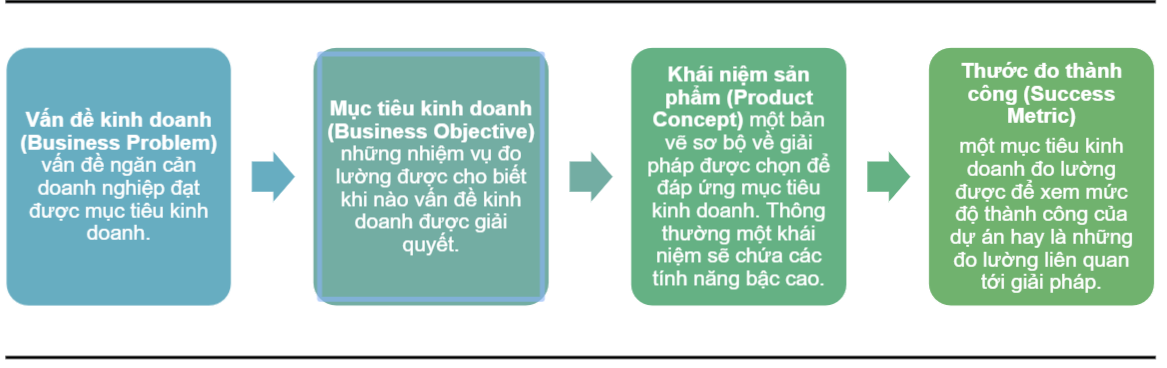 Vấn đề kinh doanh
(Business Problem)
vấn đề ngăn cản
doanh nghiệp đạt
được mục tiêu kinh
doanh.
Mục tiêu kinh doanh
(Business Objective)
những nhiệm vụ đo
lường được cho biết
khi nào vấn đề kinh
doanh được giải
quyết.
Khái niệm sản
phẩm (Product
Concept) một bản
vẽ sơ bộ về giải
pháp được chọn để
đáp ứng mục tiêu
kinh doanh. Thông
thường một khái
niệm sẽ chứa các
tính năng bậc cao.
Thước đo thành
công (Success
Metric)
một mục tiêu kinh
doanh đo lường
được để xem mức
độ thành công của
dự án hay là những
đo lường liên quan
tới giải pháp.